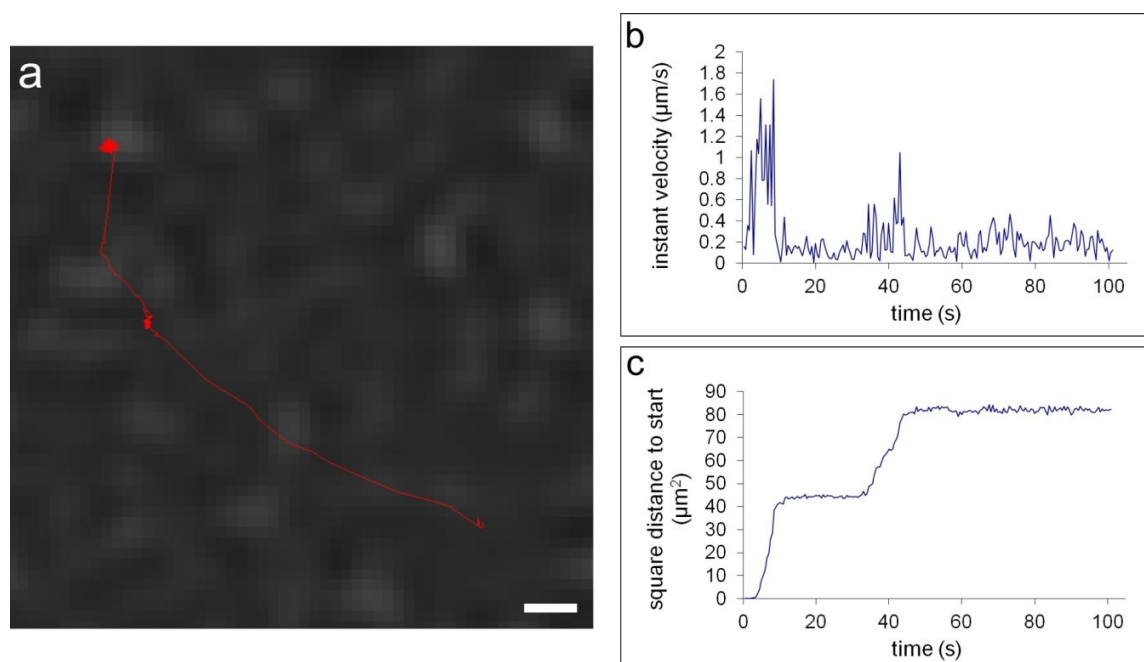 a
b
instant velocity (µm/s)
2
1.8
1.6
1.4
1.2
1
0.8
0.6
0.4
0.2
0
0 20 40 60 80 100
time (s)
c
square distance to start
(µm²)
90
80
70
60
50
40
30
20
10
0
0 20 40 60 80 100
time (s)